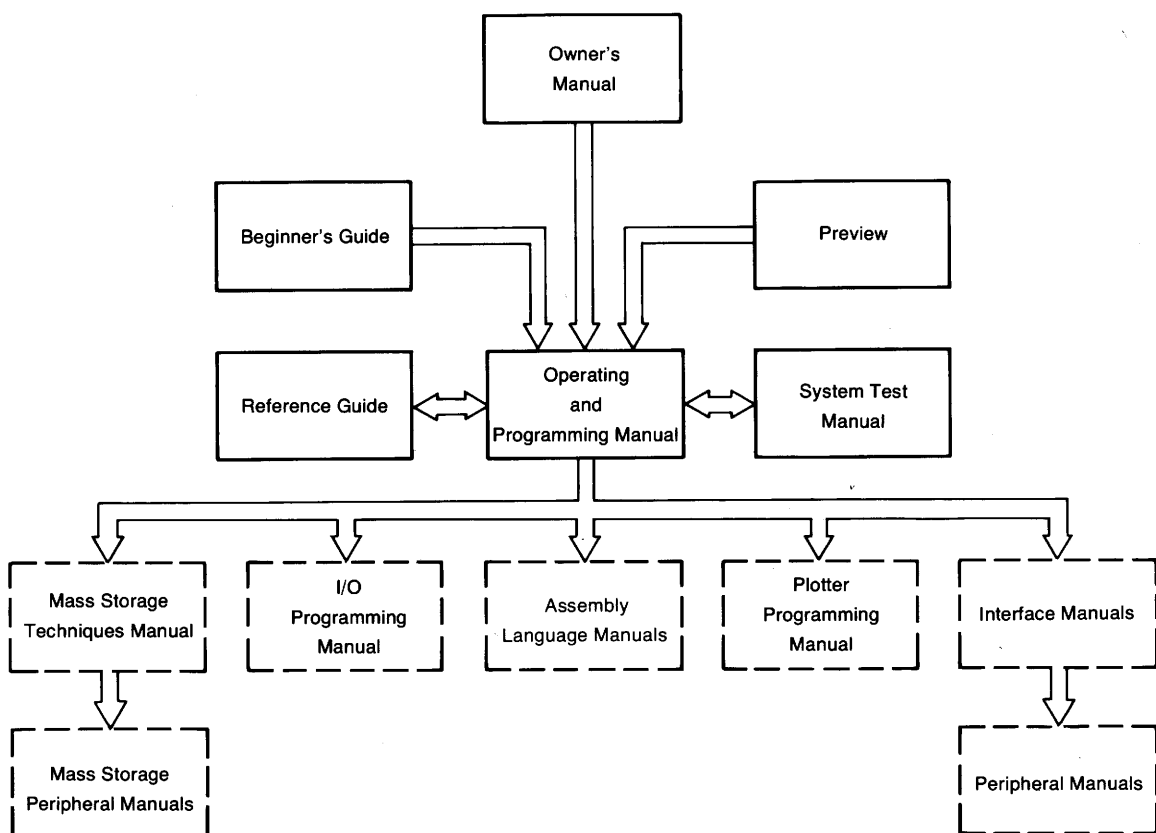 Owner's
Manual
Beginner's Guide
Preview
Reference Guide
Operating
and
Programming Manual
System Test
Manual
Mass Storage
Techniques Manual
I/O
Programming
Manual
Assembly
Language Manuals
Plotter
Programming
Manual
Interface Manuals
Mass Storage
Peripheral Manuals
Peripheral Manuals